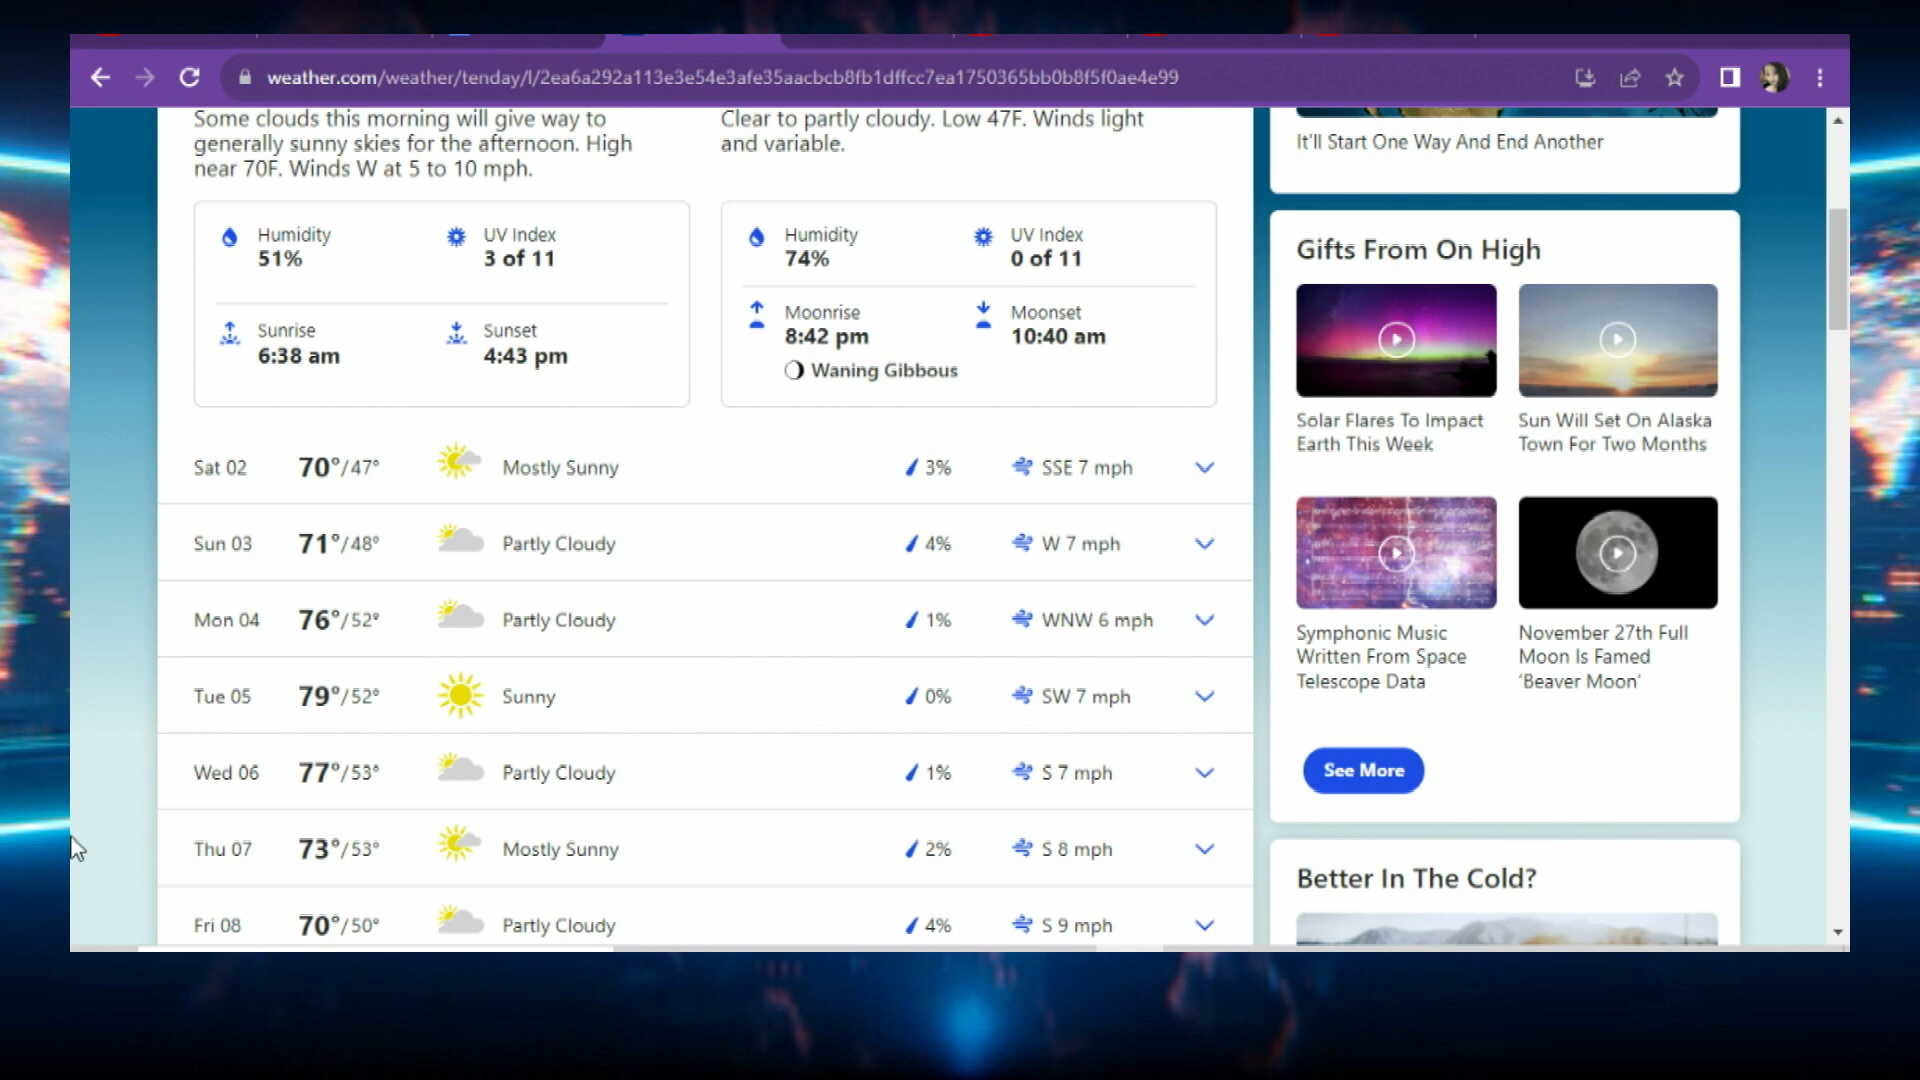 weather.com/weather/tenday/l/2ea6a292a113e3e54e3afe35aacbcb8fb1dffcc7ea1750365bb0b8f5f0ae4e99
Some clouds this morning will give way to
generally sunny skies for the afternoon. High
near 70F. Winds W at 5 to 10 mph.
Clear to partly cloudy. Low 47F. Winds light
and variable.
Humidity
51%
UV Index
3 of 11
Sunrise
6:38 am
Sunset
4:43 pm
Humidity
74%
UV Index
0 of 11
Moonrise
8:42 pm
Waning Gibbous
Moonset
10:40 am
Sat 02 70°/47° Mostly Sunny 3% SSE 7 mph
Sun 03 71°/48° Partly Cloudy 4% W 7 mph
Mon 04 76°/52° Partly Cloudy 1% WNW 6 mph
Tue 05 79°/52° Sunny 0% SW 7 mph
Wed 06 77°/53° Partly Cloudy 1% S 7 mph
Thu 07 73°/53° Mostly Sunny 2% S 8 mph
Fri 08 70°/50° Partly Cloudy 4% S 9 mph
It'll Start One Way And End Another
Gifts From On High
Solar Flares To Impact
Earth This Week
Sun Will Set On Alaska
Town For Two Months
Symphonic Music
Written From Space
Telescope Data
November 27th Full
Moon Is Famed
‘Beaver Moon’
See More
Better In The Cold?